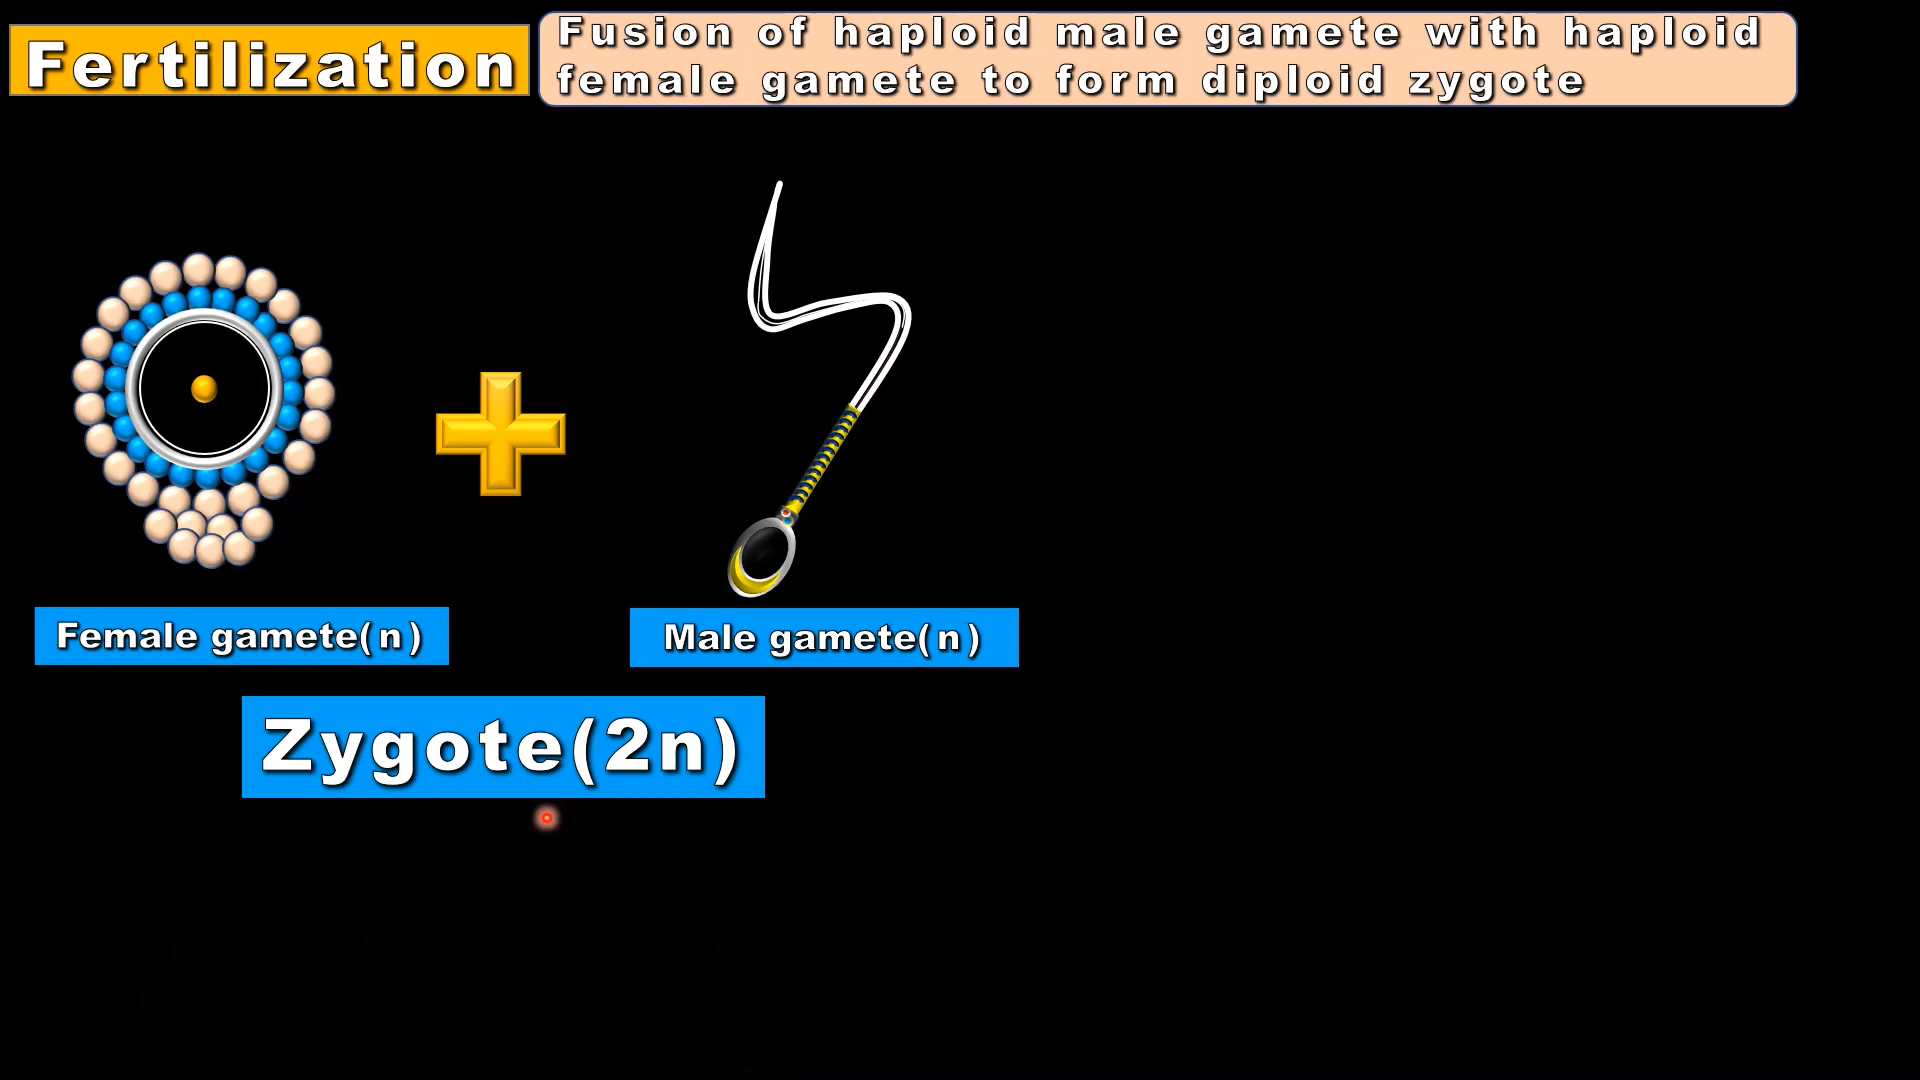 Fertilization
Fusion of haploid male gamete with haploid
female gamete to form diploid zygote
Female gamete(n)
Male gamete(n)
Zygote(2n)